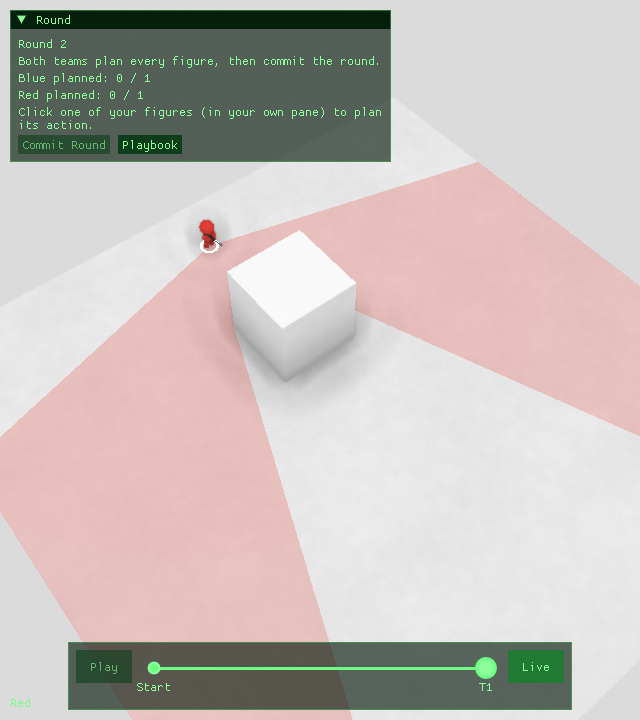 Round
Round 2
Both teams plan every figure, then commit the round.
Blue planned: 0 / 1
Red planned: 0 / 1
Click one of your figures (in your own pane) to plan
its action.
Commit Round Playbook
Play Live
Start T1
Red